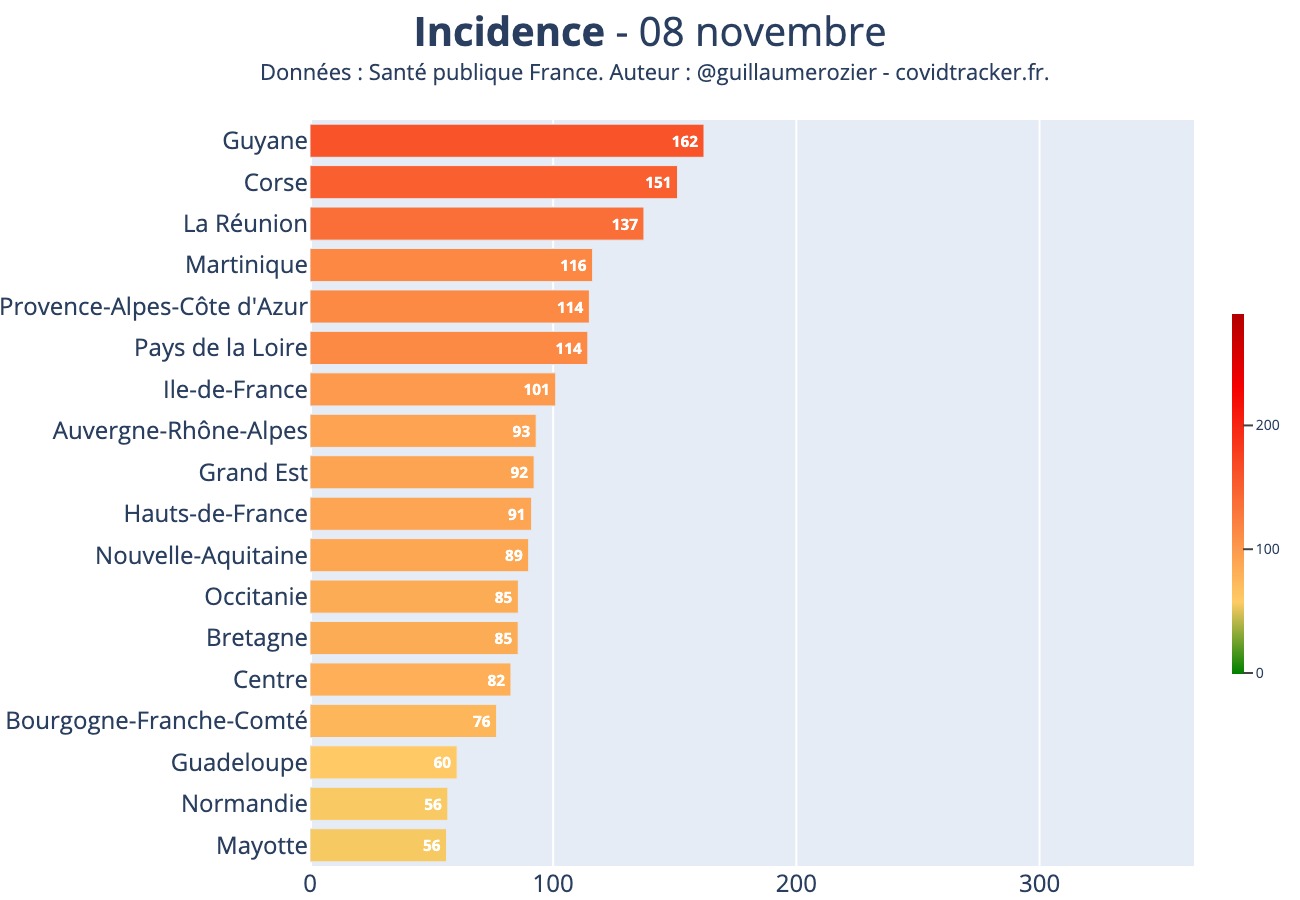 Incidence - 08 novembre
Données : Santé publique France. Auteur : @guillaumerozier - covidtracker.fr.
Guyane 162
Corse 151
La Réunion 137
Martinique 116
Provence-Alpes-Côte d'Azur 114
Pays de la Loire 114
Ile-de-France 101
Auvergne-Rhône-Alpes 93
Grand Est 92
Hauts-de-France 91
Nouvelle-Aquitaine 89
Occitanie 85
Bretagne 85
Centre 82
Bourgogne-Franche-Comté 76
Guadeloupe 60
Normandie 56
Mayotte 56
0 100 200 300
200
100
0